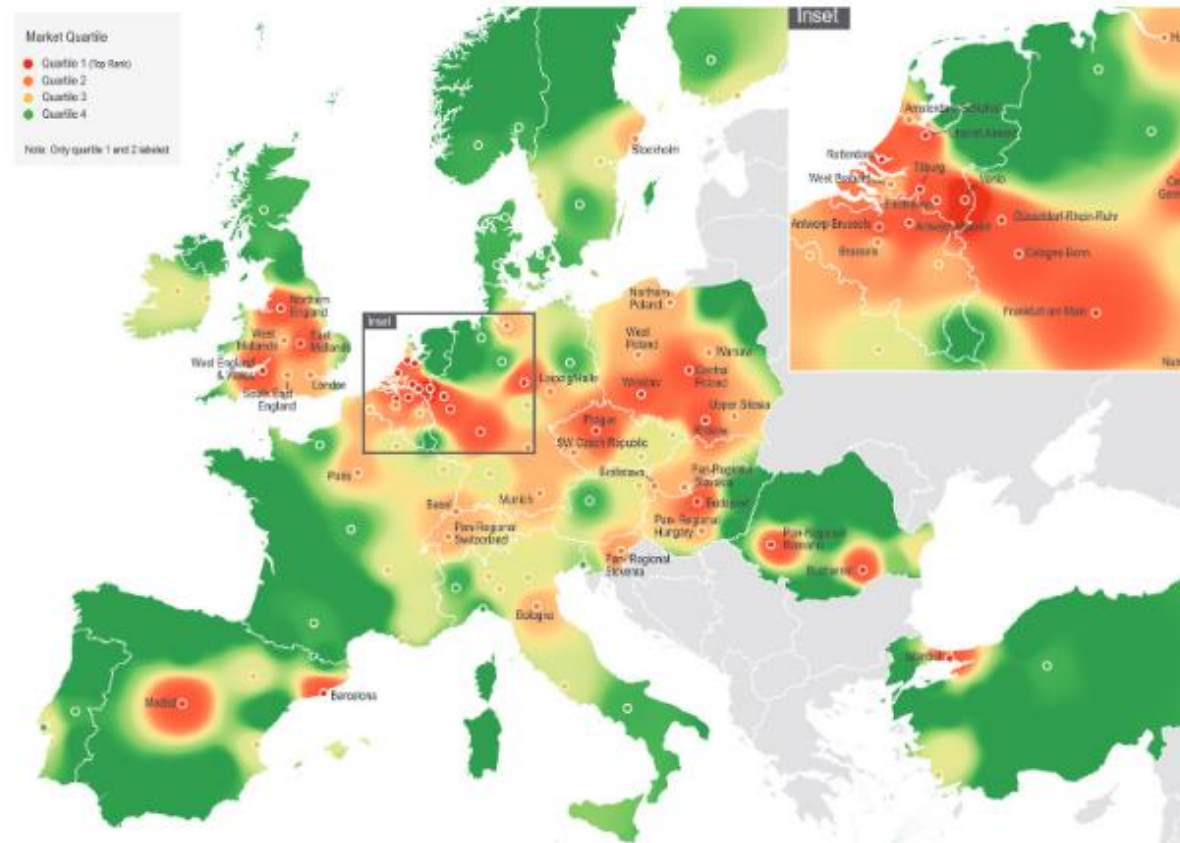 Market Quartile
Quartile 1 (Top Rank)
Quartile 2
Quartile 3
Quartile 4
Note: Only quartile 1 and 2 labeled
Inset
Amsterdam
Rotterdam
Tilburg
West Brabant
Venlo
Düsseldorf-Rhein-Ruhr
Antwerp-Brussels
Brussels
Cologne Bonn
Frankfurt am Main
Stockholm
Northern
England
West
Midlands
East
Midlands
West England
& Wales
London
South East
England
Inset
Leipzig/Halle
Northern
Poland
West
Poland
Warsaw
Central
Poland
Wroclaw
Upper Silesia
Krakow
Prague
SW Czech Republic
Paris
Basel
Munich
Bratislava
Pan-Regional
Slovakia
Budapest
Pan-Regional
Switzerland
Pan- Regional
Hungary
Pan- Regional
Slovenia
Pan-Regional
Romania
Bucharest
Bologna
Istanbul
Madrid
Barcelona